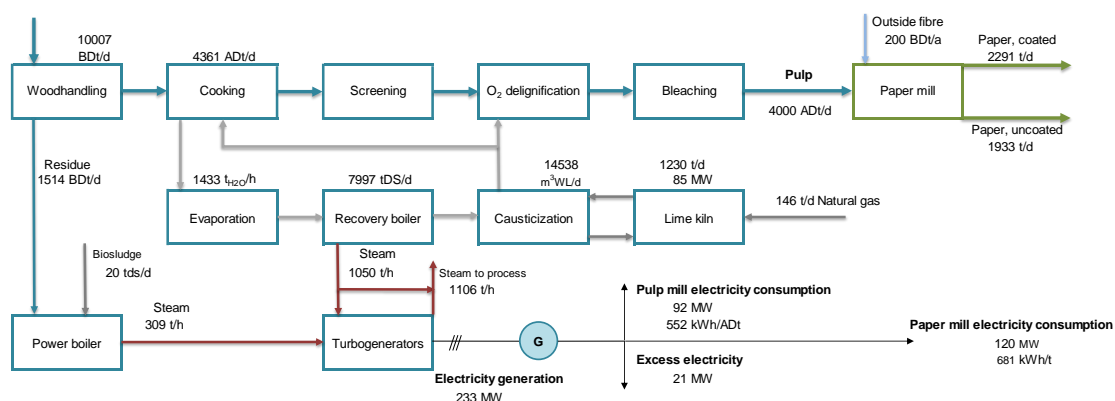 10007
BDt/d
Woodhandling
4361 ADt/d
Cooking
Screening
O2 delignification
Bleaching
Pulp
4000 ADt/d
Outside fibre
200 BDt/a
Paper mill
Paper, coated
2291 t/d
Paper, uncoated
1933 t/d
Residue
1514 BDt/d
1433 tH2O/h
Evaporation
7997 tDS/d
Recovery boiler
14538
m3WL/d
Causticization
1230 t/d
85 MW
Lime kiln
146 t/d Natural gas
Biosludge
20 tds/d
Steam
1050 t/h
Steam to process
1106 t/h
Steam
309 t/h
Power boiler
Turbogenerators
G
Electricity generation
233 MW
Pulp mill electricity consumption
92 MW
552 kWh/ADt
Excess electricity
21 MW
Paper mill electricity consumption
120 MW
681 kWh/t